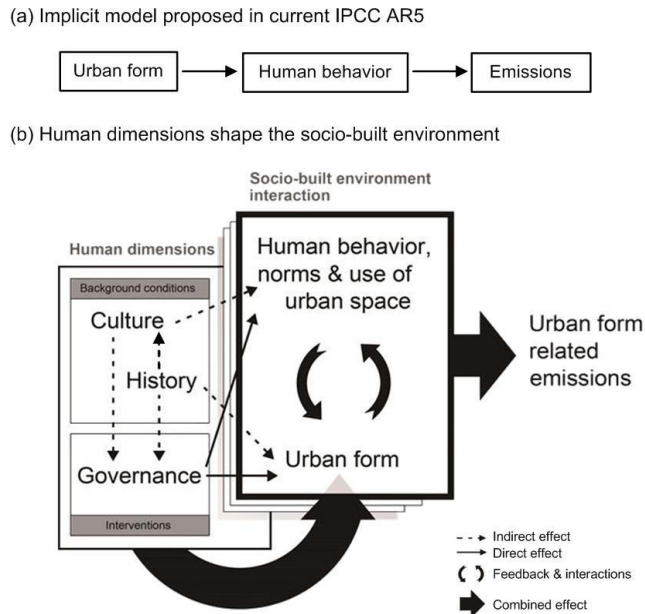 (a) Implicit model proposed in current IPCC AR5
Urban form
Human behavior
Emissions
(b) Human dimensions shape the socio-built environment
Socio-built environment
interaction
Human dimensions
Background conditions
Culture
History
Governance
Interventions
Human behavior,
norms & use of
urban space
Urban form
Urban form
related
emissions
Indirect effect
Direct effect
Feedback & interactions
Combined effect